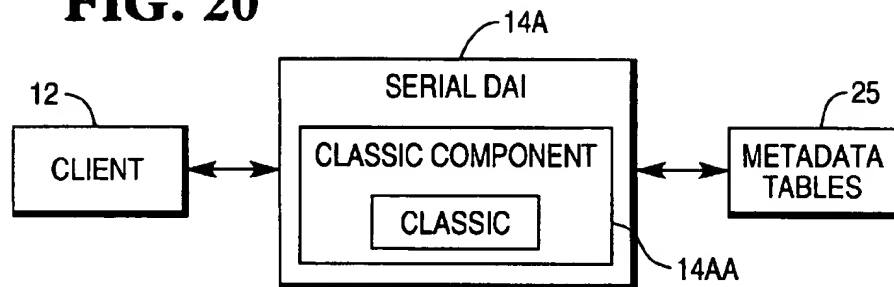 FIG. 20
14A
SERIAL DAI
12
25
CLIENT
CLASSIC COMPONENT
METADATA
TABLES
CLASSIC
14AA